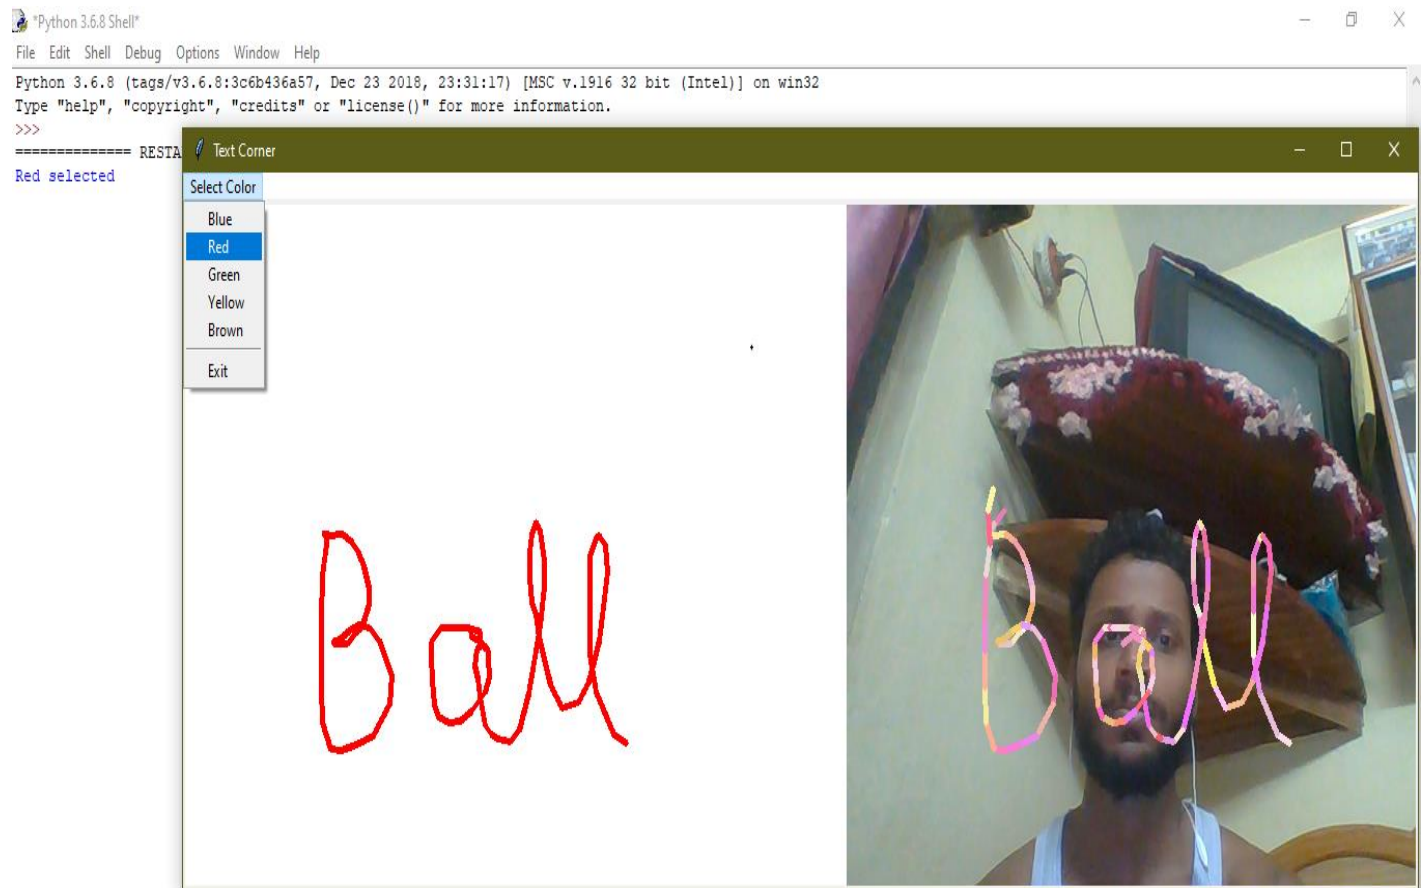 *Python 3.6.8 Shell*
File Edit Shell Debug Options Window Help
Python 3.6.8 (tags/v3.6.8:3c6b436a57, Dec 23 2018, 23:31:17) [MSC v.1916 32 bit (Intel)] on win32
Type "help", "copyright", "credits" or "license()" for more information.
>>>
============== RESTA
Red selected
Text Corner
Select Color
Blue
Red
Green
Yellow
Brown
Exit
Ball
Ball